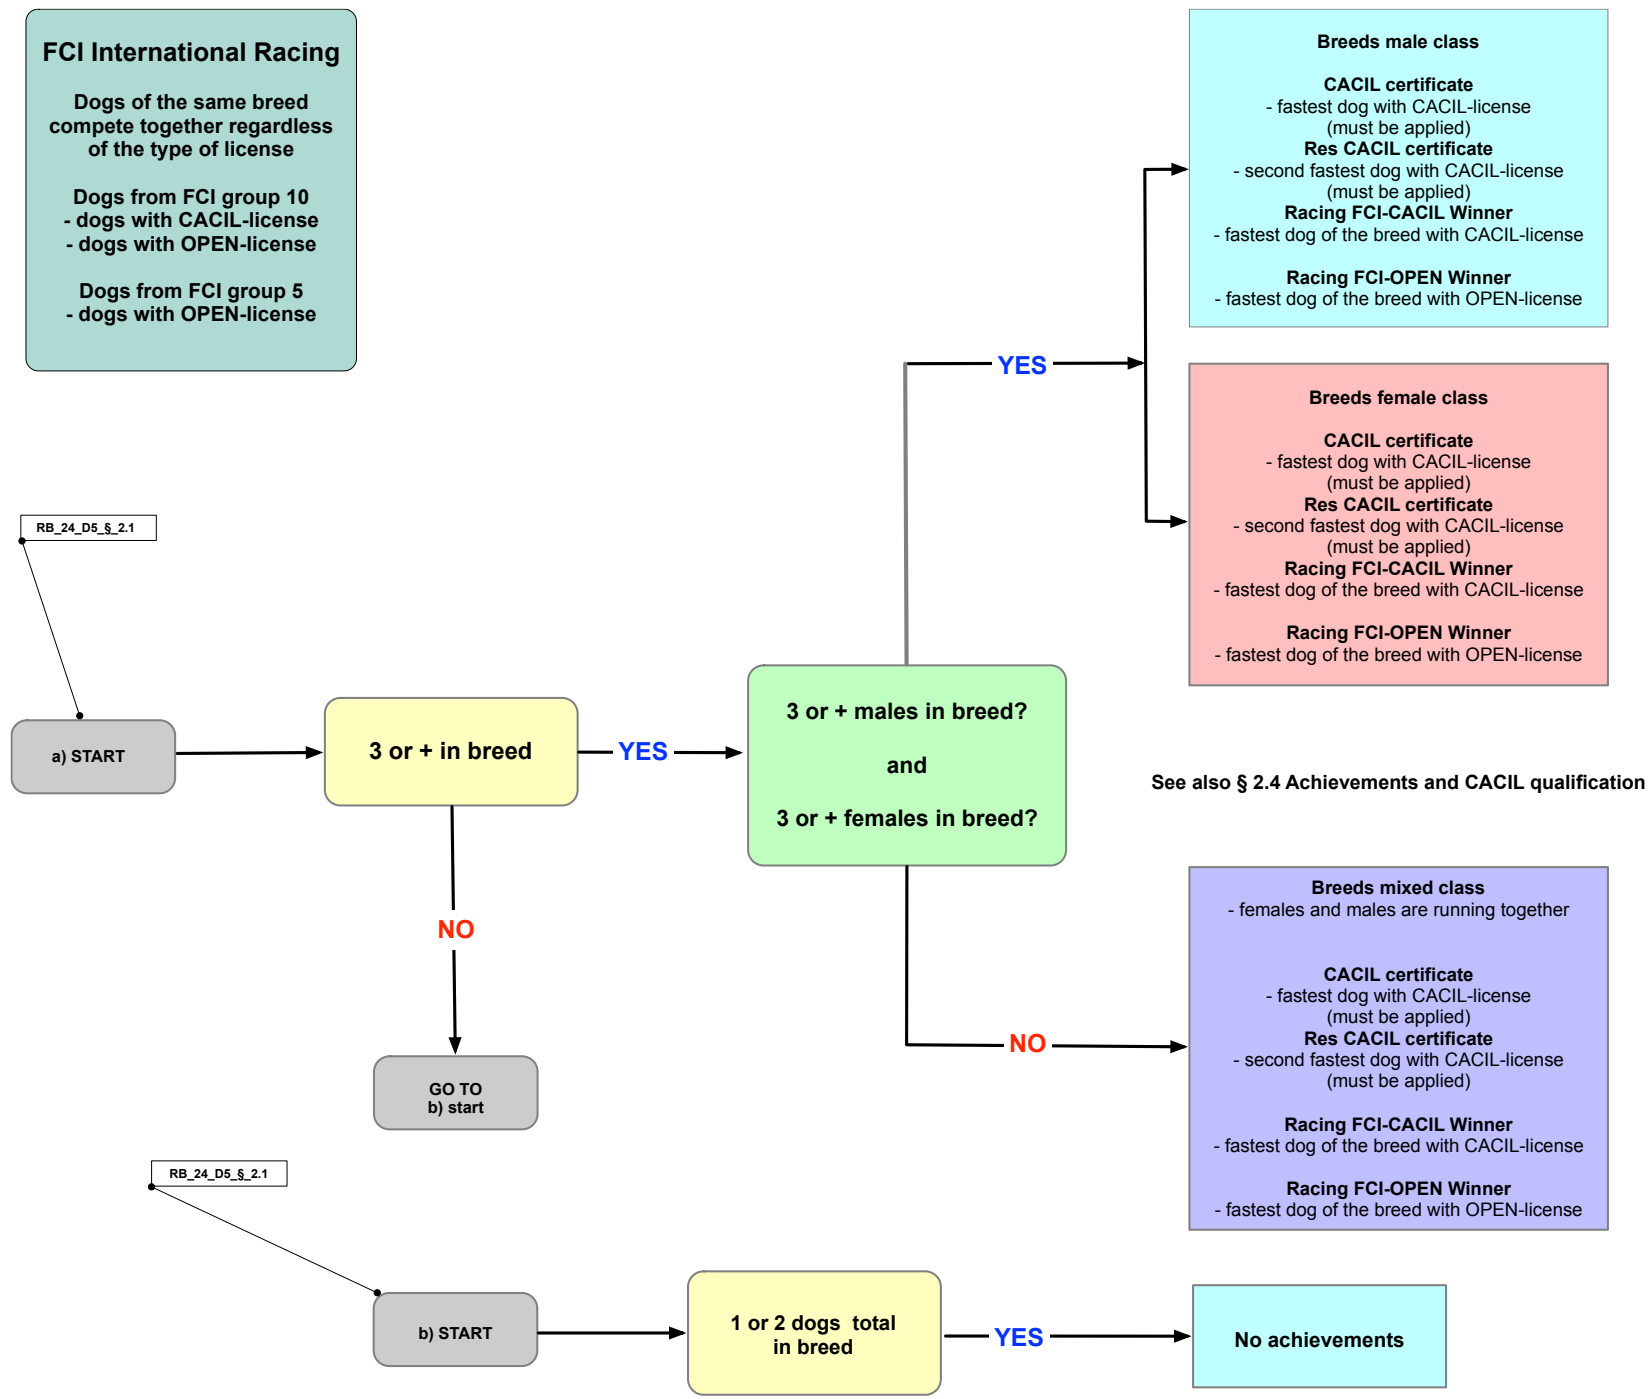 FCI International Racing
Dogs of the same breed
compete together regardless
of the type of license
Dogs from FCI group 10
- dogs with CACIL-license
- dogs with OPEN-license
Dogs from FCI group 5
- dogs with OPEN-license
Breeds male class
CACIL certificate
- fastest dog with CACIL-license
(must be applied)
Res CACIL certificate
- second fastest dog with CACIL-license
(must be applied)
Racing FCI-CACIL Winner
- fastest dog of the breed with CACIL-license
Racing FCI-OPEN Winner
- fastest dog of the breed with OPEN-license
YES
Breeds female class
CACIL certificate
- fastest dog with CACIL-license
(must be applied)
Res CACIL certificate
- second fastest dog with CACIL-license
(must be applied)
Racing FCI-CACIL Winner
- fastest dog of the breed with CACIL-license
Racing FCI-OPEN Winner
- fastest dog of the breed with OPEN-license
RB_24_D5_§_2.1
a) START
3 or + in breed
YES
3 or + males in breed?
and
3 or + females in breed?
See also § 2.4 Achievements and CACIL qualification
NO
GO TO
b) start
NO
Breeds mixed class
- females and males are running together
CACIL certificate
- fastest dog with CACIL-license
(must be applied)
Res CACIL certificate
- second fastest dog with CACIL-license
(must be applied)
Racing FCI-CACIL Winner
- fastest dog of the breed with CACIL-license
Racing FCI-OPEN Winner
- fastest dog of the breed with OPEN-license
RB_24_D5_§_2.1
b) START
1 or 2 dogs total
in breed
YES
No achievements